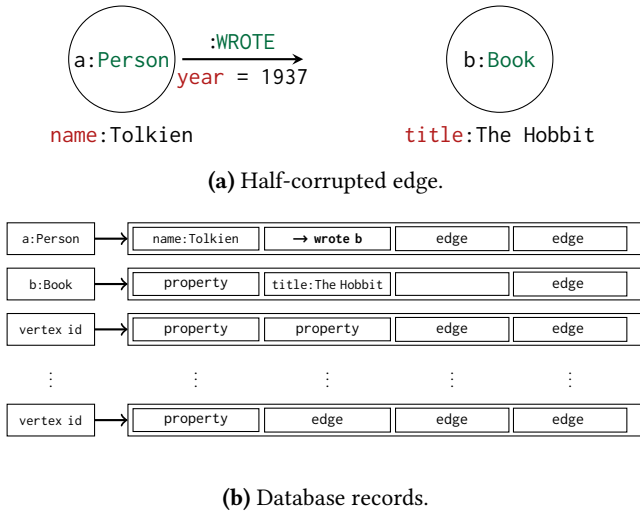 :WROTE
a:Person
b:Book
year = 1937
name:Tolkien title:The Hobbit
(a) Half-corrupted edge.
a:Person name:Tolkien → wrote b edge edge
b:Book property title:The Hobbit edge
vertex id property property edge edge
⋮ ⋮ ⋮ ⋮ ⋮
vertex id property edge edge edge
(b) Database records.